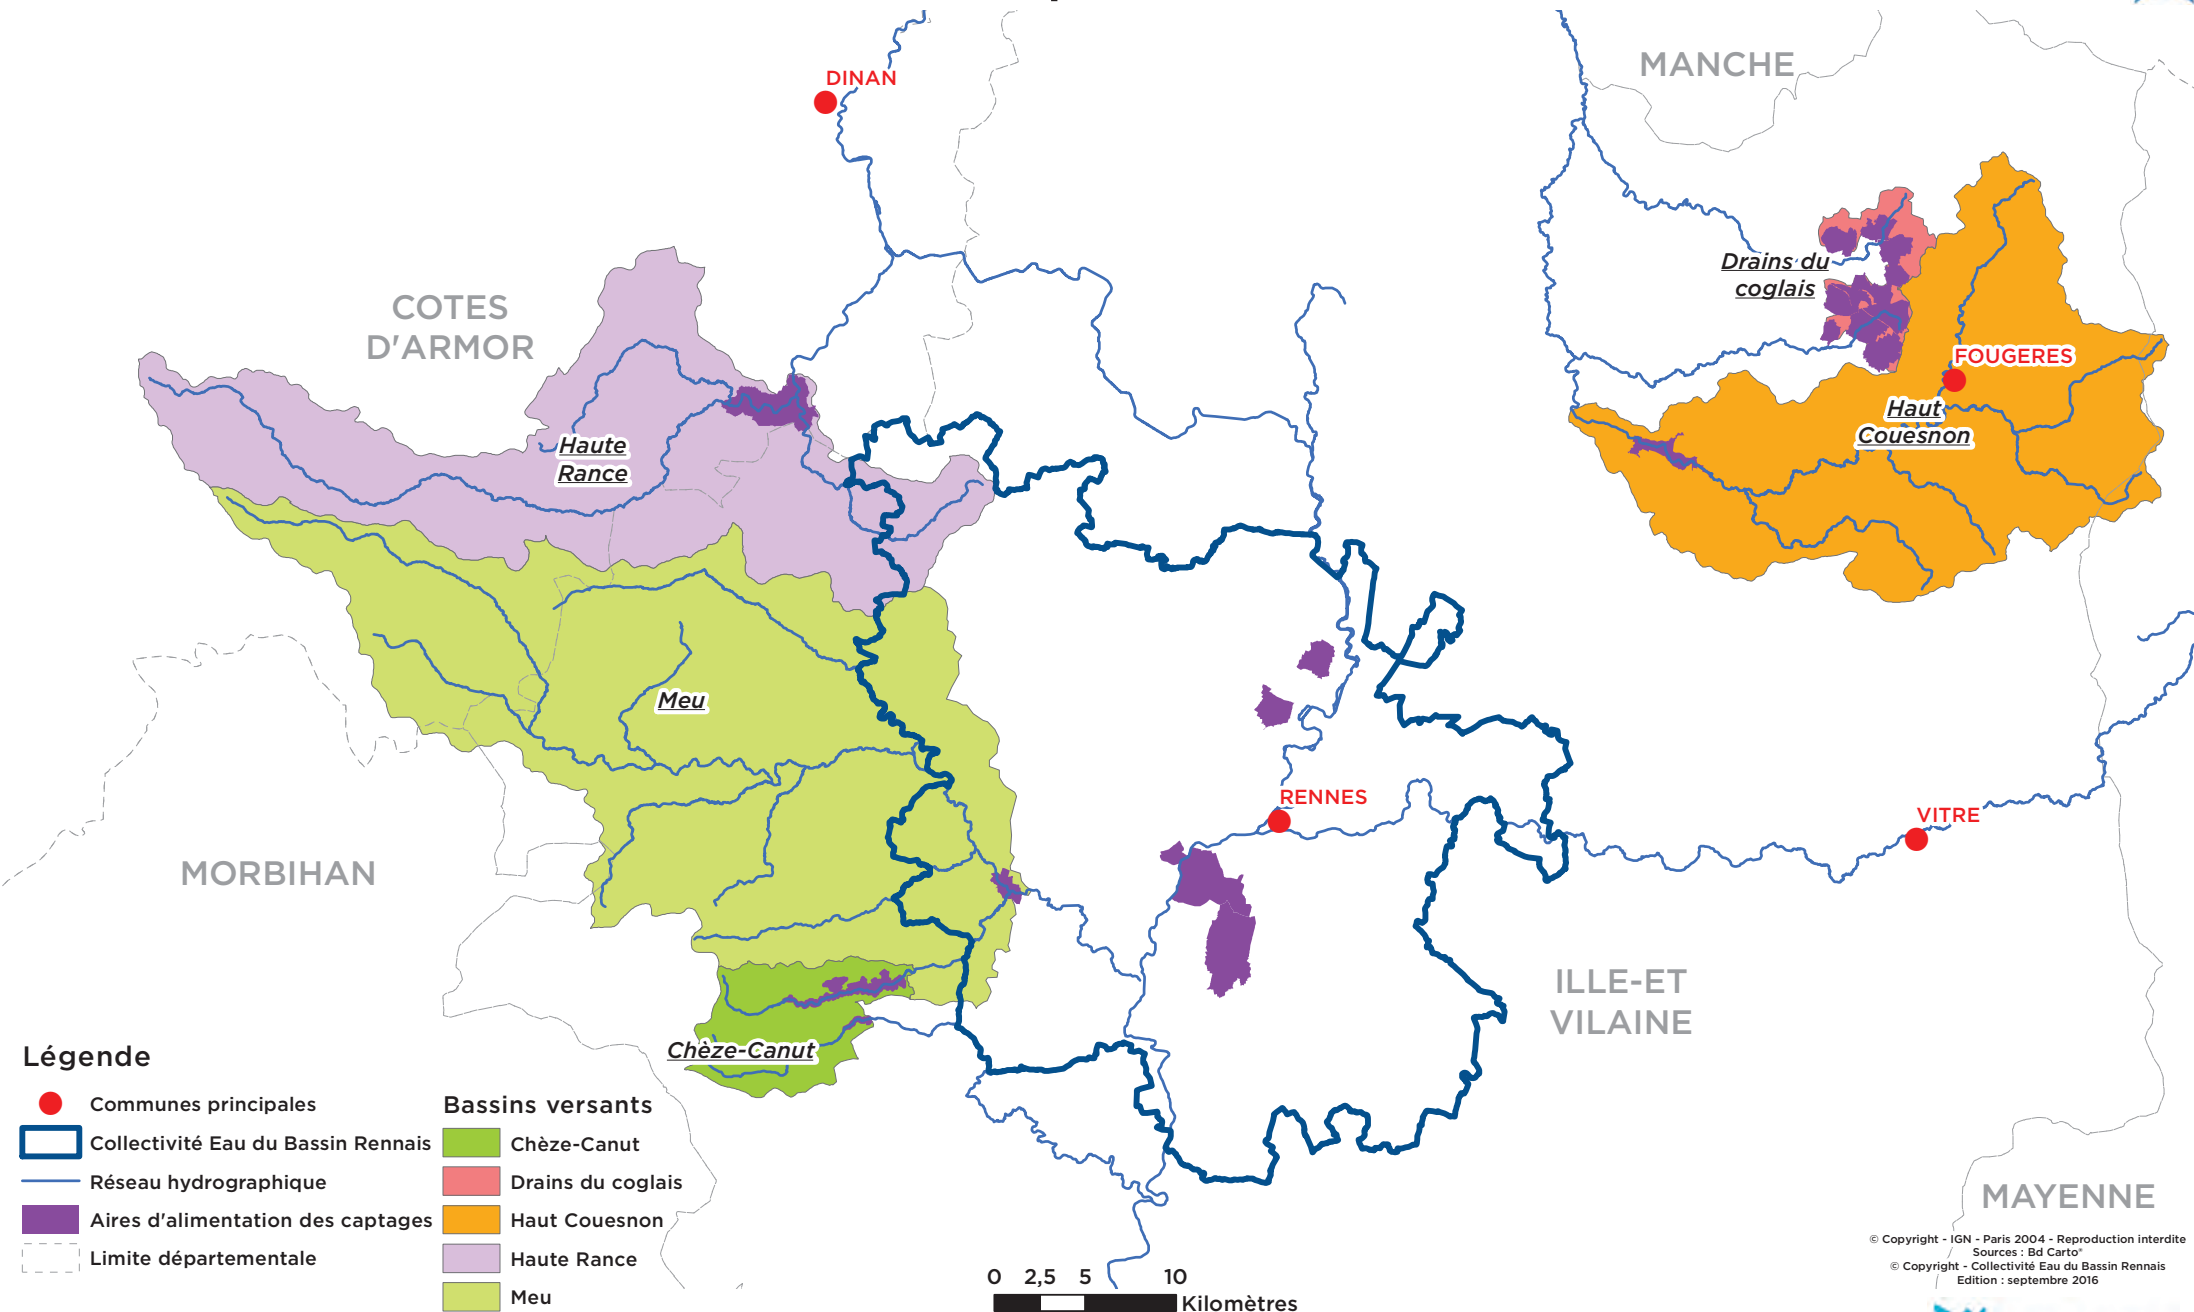 DINAN
MANCHE
COTES
D'ARMOR
Drains du
coglais
FOUGERES
Haut
Couesnon
Haute
Rance
Meu
RENNES
VITRE
MORBIHAN
ILLE-ET
VILAINE
Chèze-Canut
MAYENNE
Légende
Communes principales
Collectivité Eau du Bassin Rennais
Réseau hydrographique
Aires d'alimentation des captages
Limite départementale
Bassins versants
Chèze-Canut
Drains du coglais
Haut Couesnon
Haute Rance
Meu
0 2,5 5 10
Kilomètres
© Copyright - IGN - Paris 2004 - Reproduction interdite
Sources : Bd Carto®
© Copyright - Collectivité Eau du Bassin Rennais
Edition : septembre 2016